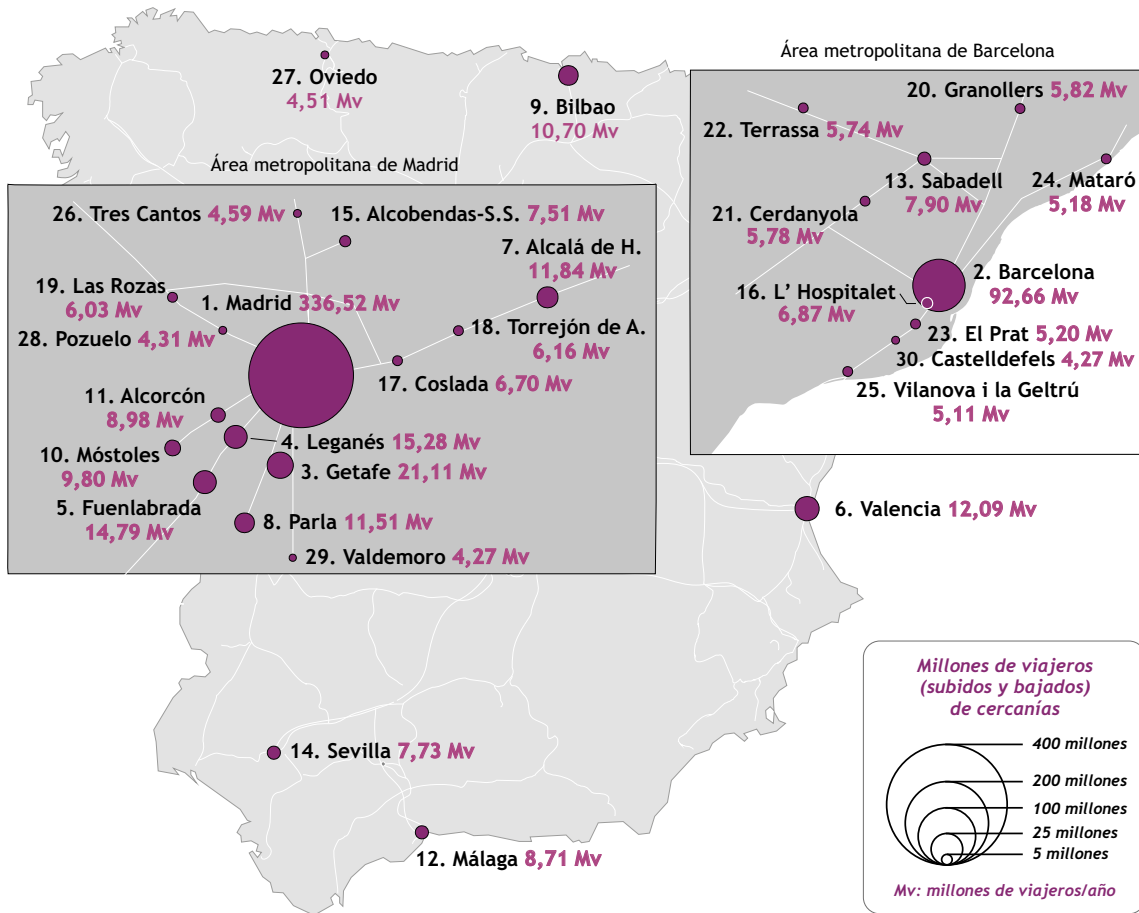 27. Oviedo
4,51 Mv
9. Bilbao
10,70 Mv
Área metropolitana de Barcelona
20. Granollers 5,82 Mv
22. Terrassa 5,74 Mv
13. Sabadell
7,90 Mv
24. Mataró
5,18 Mv
21. Cerdanyola
5,78 Mv
2. Barcelona
92,66 Mv
16. L' Hospitalet
6,87 Mv
23. El Prat 5,20 Mv
30. Castelldefels 4,27 Mv
25. Vilanova i la Geltrú
5,11 Mv
Área metropolitana de Madrid
26. Tres Cantos 4,59 Mv
15. Alcobendas-S.S. 7,51 Mv
7. Alcalá de H.
11,84 Mv
19. Las Rozas
6,03 Mv
1. Madrid 336,52 Mv
28. Pozuelo 4,31 Mv
18. Torrejón de A.
6,16 Mv
17. Coslada 6,70 Mv
11. Alcorcón
8,98 Mv
4. Leganés 15,28 Mv
10. Móstoles
9,80 Mv
3. Getafe 21,11 Mv
5. Fuenlabrada
14,79 Mv
8. Parla 11,51 Mv
29. Valdemoro 4,27 Mv
6. Valencia 12,09 Mv
14. Sevilla 7,73 Mv
12. Málaga 8,71 Mv
Millones de viajeros
(subidos y bajados)
de cercanías
400 millones
200 millones
100 millones
25 millones
5 millones
Mv: millones de viajeros/año